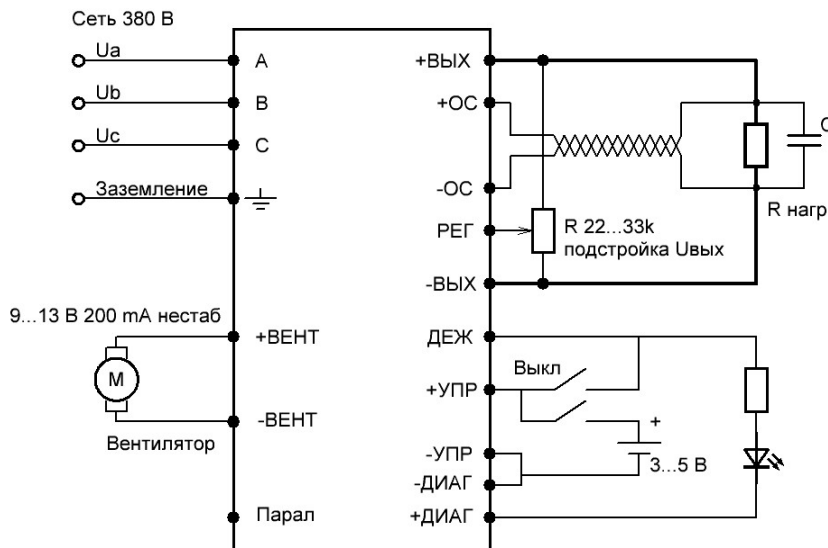 Сеть 380 В
Ua
Ub
Uc
Заземление
A
B
C
+ВЫХ
+ОС
-ОС
РЕГ
-ВЫХ
R 22...33k
подстройка Uвых
C
R нагр
9...13 В 200 mA нестаб
M
Вентилятор
+ВЕНТ
-ВЕНТ
Парал
ДЕЖ
+УПР
-УПР
-ДИАГ
+ДИАГ
Выкл
+
3...5 В